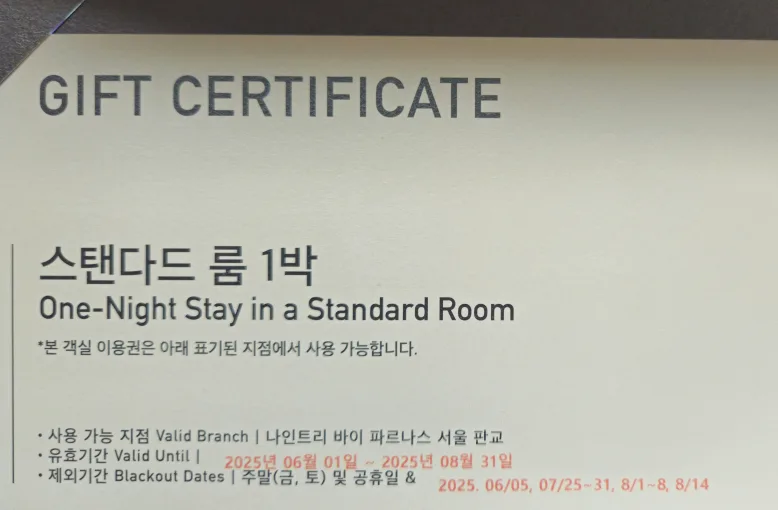 GIFT CERTIFICATE
스탠다드 룸 1박
One-Night Stay in a Standard Room
*본 객실 이용권은 아래 표기된 지점에서 사용 가능합니다.
• 사용 가능 지점 Valid Branch | 나인트리 바이 파르나스 서울 판교
• 유효기간 Valid Until | 2025년 06월 01일 ~ 2025년 08월 31일
• 제외기간 Blackout Dates | 주말(금, 토) 및 공휴일 & 2025. 06/05, 07/25~31, 8/1~8, 8/14